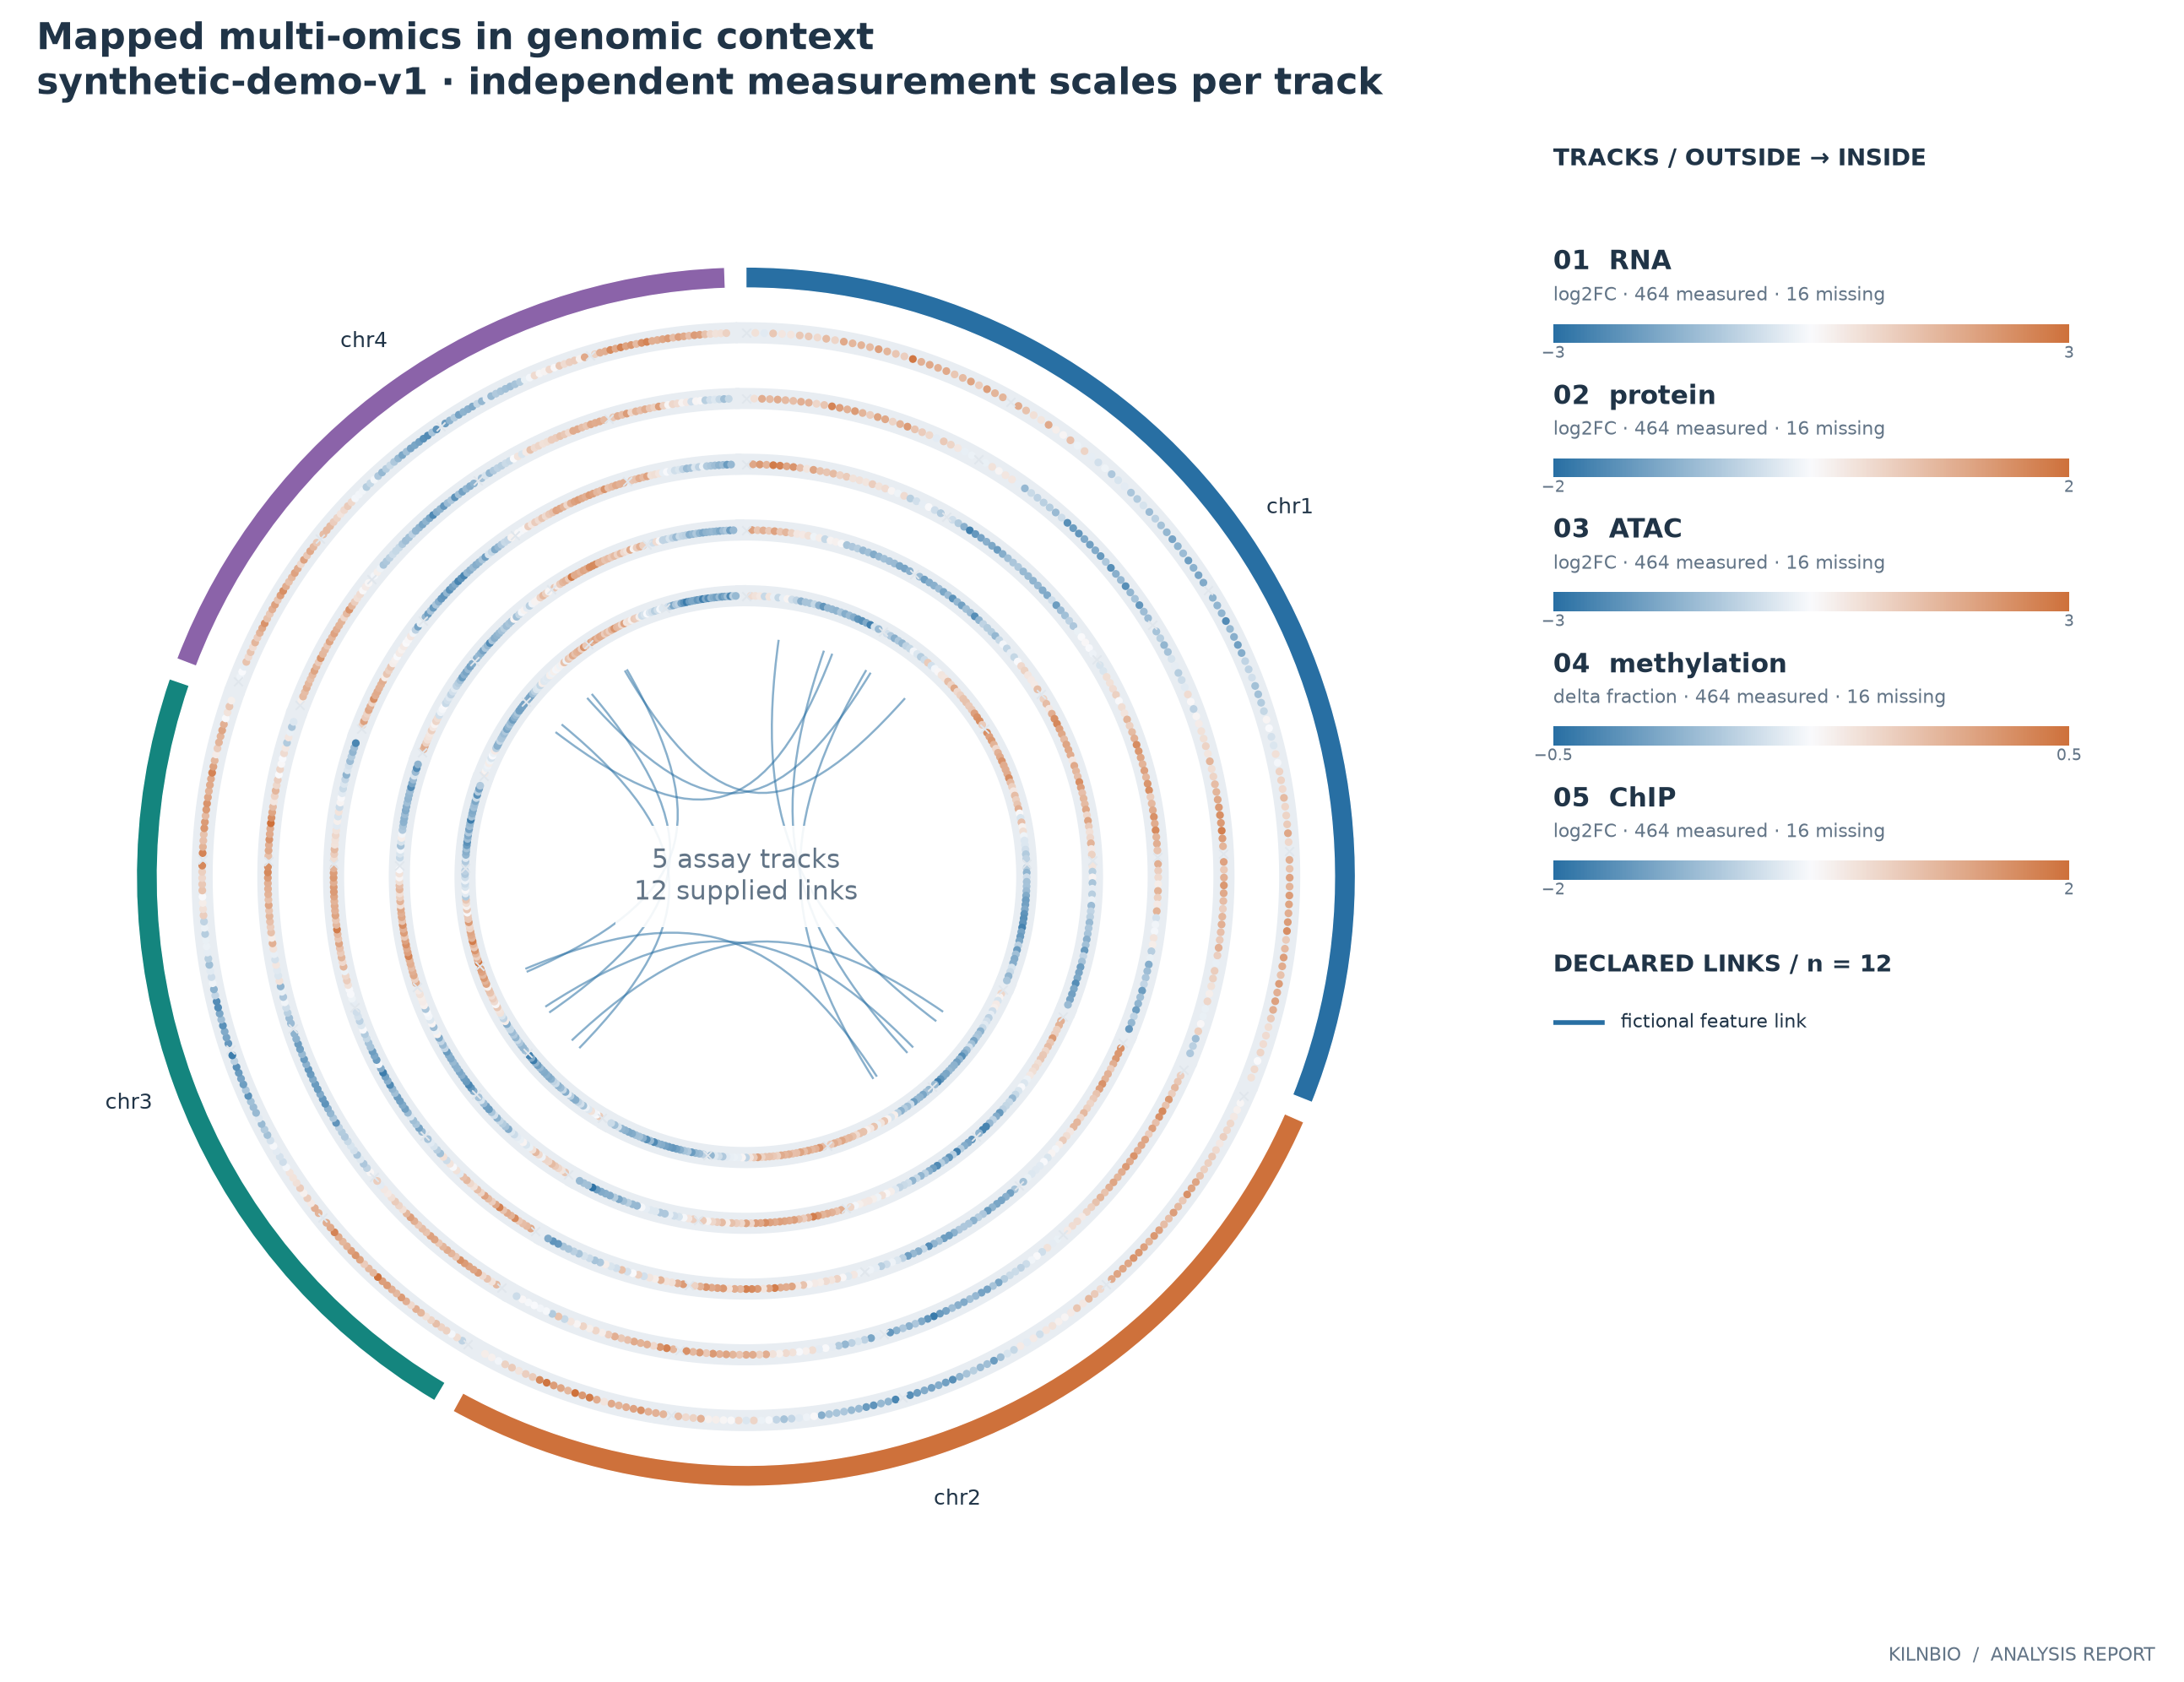 Mapped multi-omics in genomic context
synthetic-demo-v1 · independent measurement scales per track
TRACKS / OUTSIDE → INSIDE
01 RNA
log2FC · 464 measured · 16 missing
−3 3
02 protein
log2FC · 464 measured · 16 missing
−2 2
03 ATAC
log2FC · 464 measured · 16 missing
−3 3
04 methylation
delta fraction · 464 measured · 16 missing
−0.5 0.5
05 ChIP
log2FC · 464 measured · 16 missing
−2 2
DECLARED LINKS / n = 12
fictional feature link
chr4
chr1
chr3
chr2
5 assay tracks
12 supplied links
KILNBIO / ANALYSIS REPORT